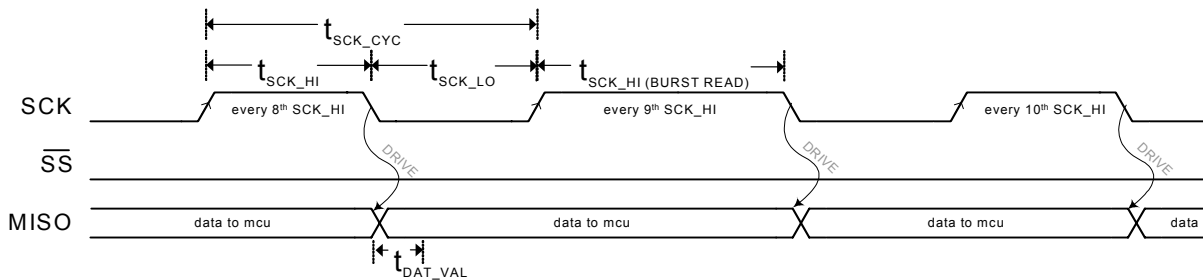 tSCK_CYC
tSCK_HI tSCK_LO tSCK_HI (BURST READ)
SCK every 8th SCK_HI every 9th SCK_HI every 10th SCK_HI
SS
DRIVE DRIVE DRIVE
MISO data to mcu data to mcu data to mcu data
tDAT_VAL